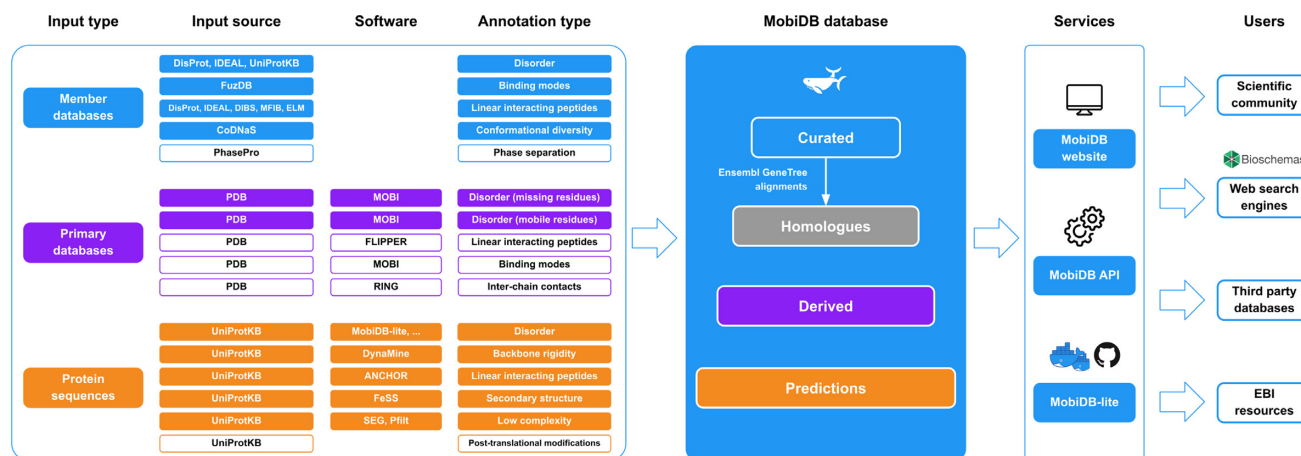 Input type
Input source
Software
Annotation type
MobiDB database
Services
Users
Member
databases
DisProt, IDEAL, UniProtKB
Disorder
FuzDB
Binding modes
DisProt, IDEAL, DIBS, MFIB, ELM
Linear interacting peptides
CoDNaS
Conformational diversity
PhasePro
Phase separation
Primary
databases
PDB
MOBI
Disorder (missing residues)
PDB
MOBI
Disorder (mobile residues)
PDB
FLIPPER
Linear interacting peptides
PDB
MOBI
Binding modes
PDB
RING
Inter-chain contacts
Protein
sequences
UniProtKB
MobiDB-lite, ...
Disorder
UniProtKB
DynaMine
Backbone rigidity
UniProtKB
ANCHOR
Linear interacting peptides
UniProtKB
FeSS
Secondary structure
UniProtKB
SEG, Pfilt
Low complexity
UniProtKB
Post-translational modifications
Curated
Ensembl GeneTree
alignments
Homologues
Derived
Predictions
MobiDB
website
MobiDB API
MobiDB-lite
Scientific
community
Bioschemas
Web search
engines
Third party
databases
EBI
resources